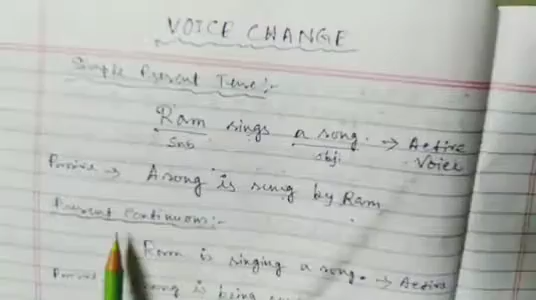 VOICE CHANGE
Simple Present Tense:-
Ram sings a song. → Active
Sub obj Voice
Passive → A song is sung by Ram
Present Continuous:-
Ram is singing a song. → Active
song is being